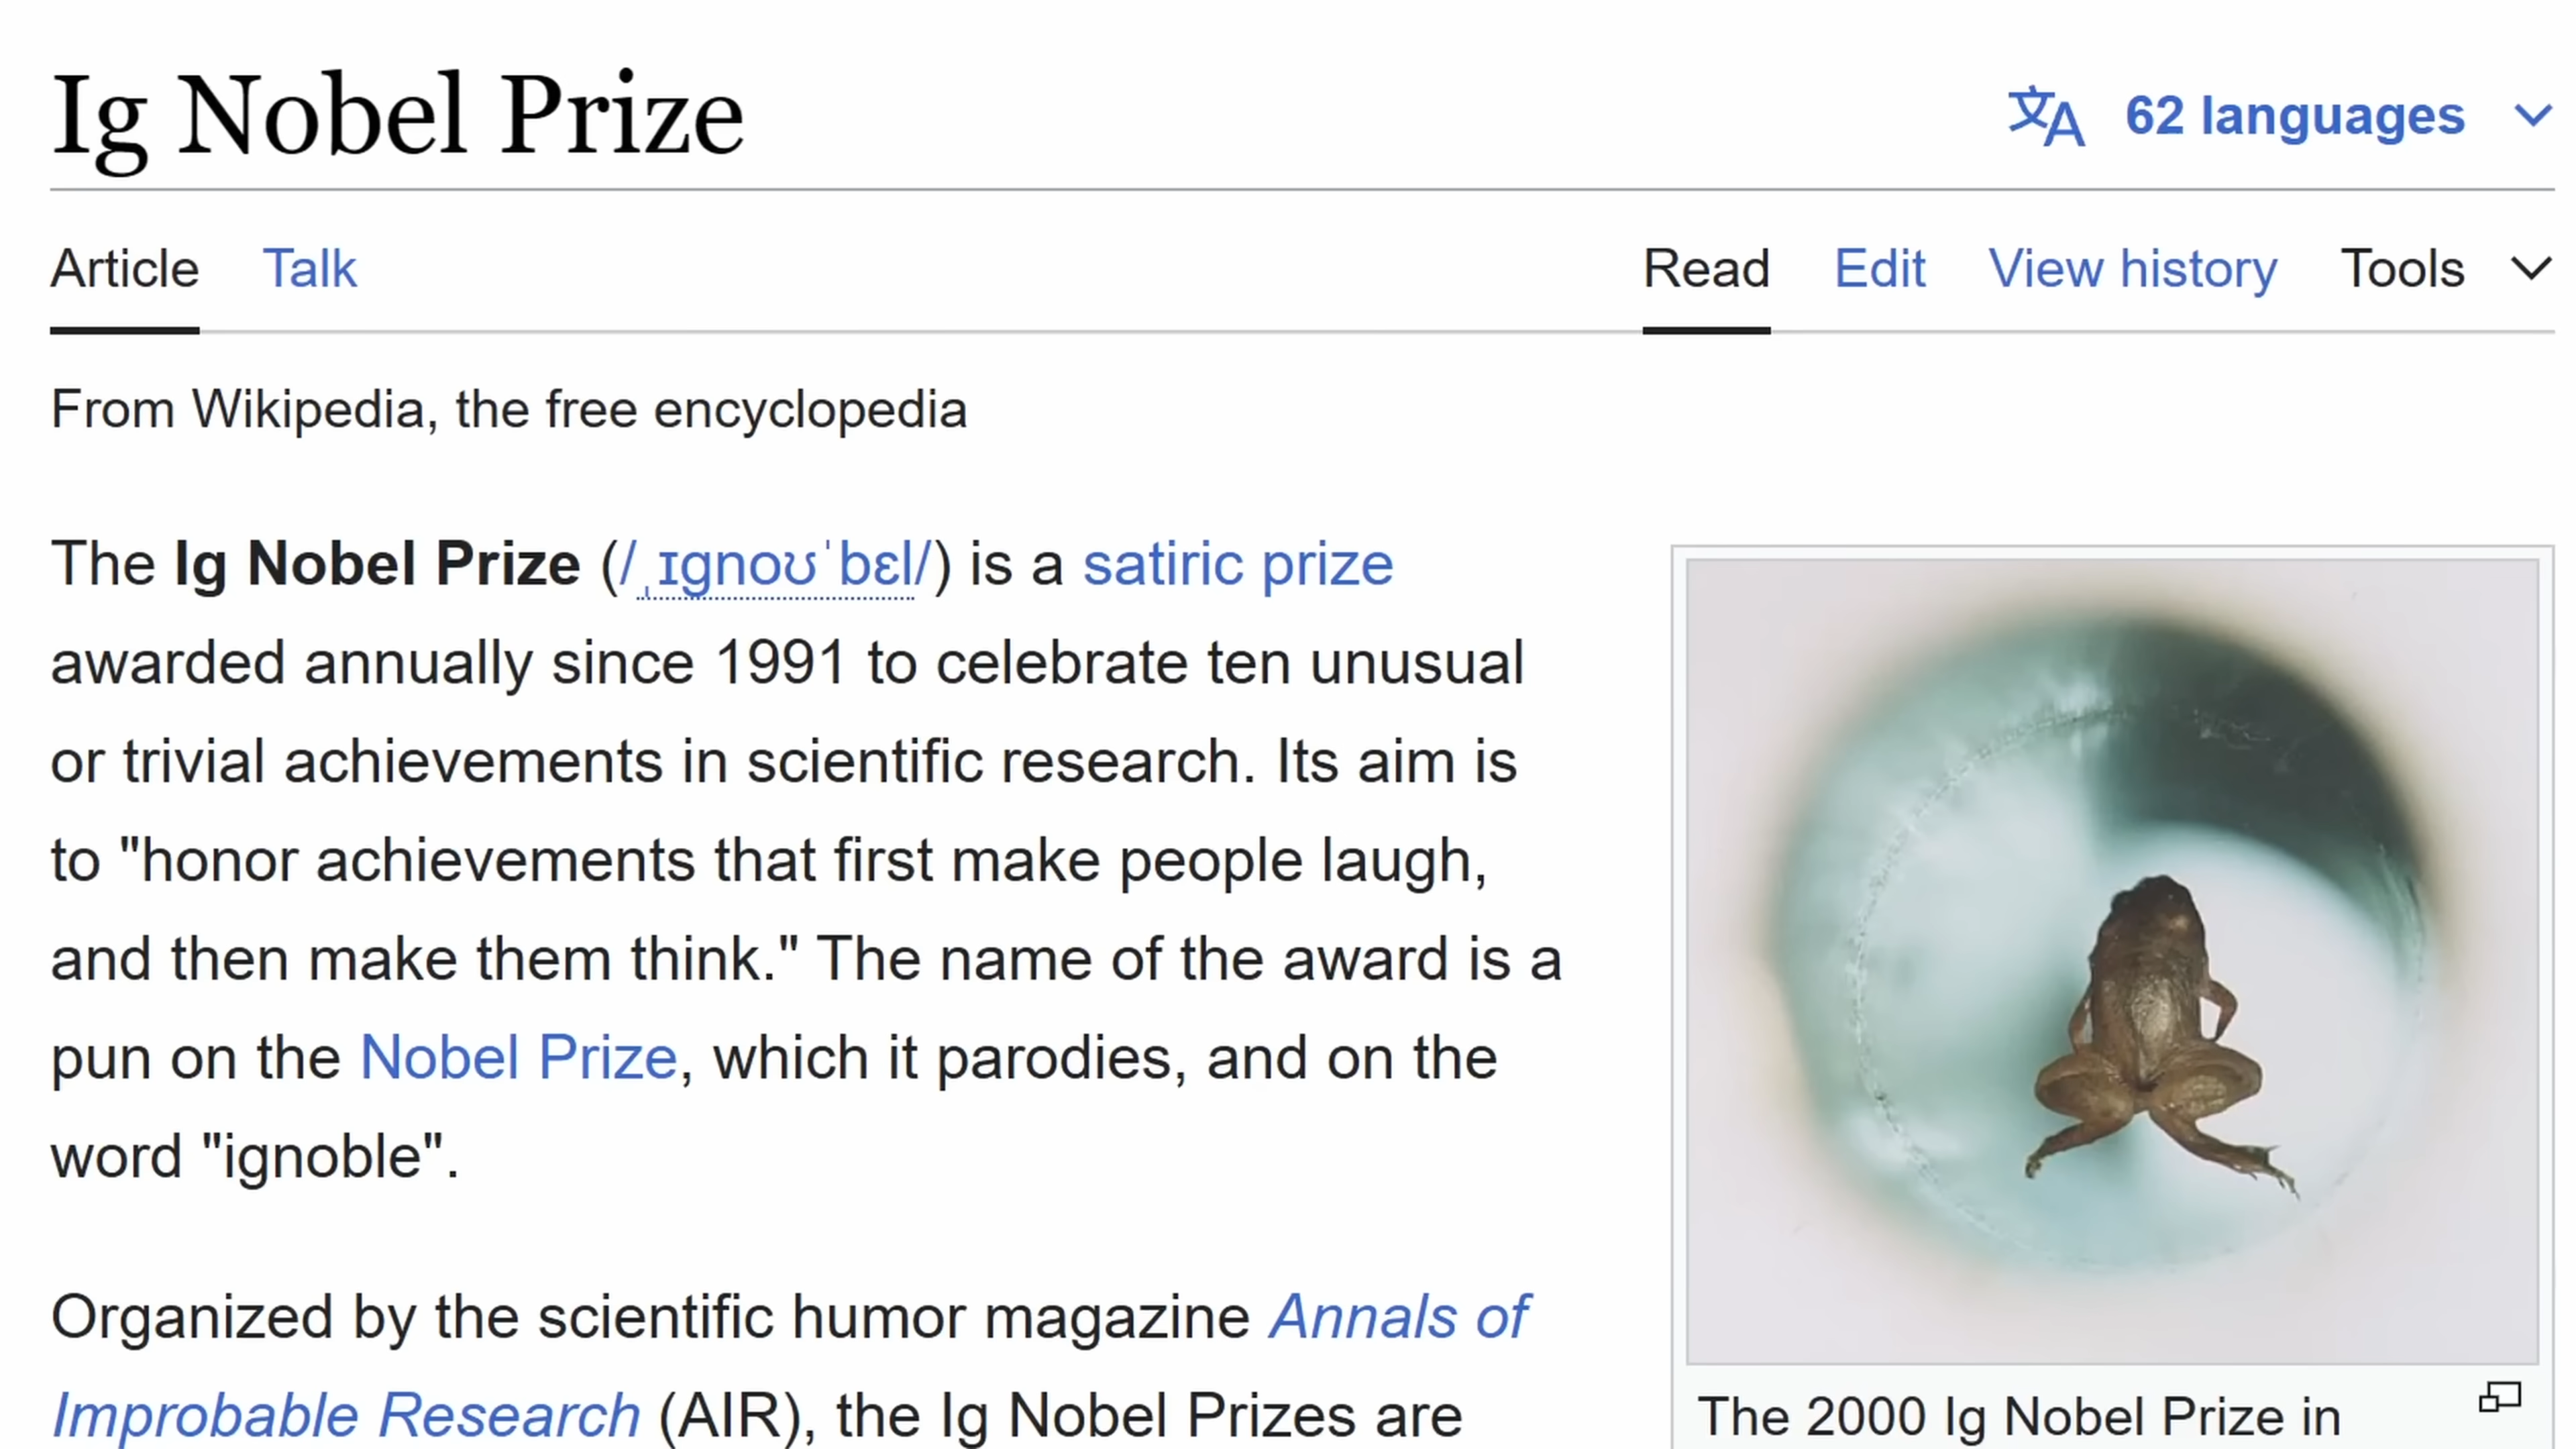 Ig Nobel Prize
文A 62 languages
Article Talk Read Edit View history Tools
From Wikipedia, the free encyclopedia
The Ig Nobel Prize (/ˌɪɡnoʊˈbɛl/) is a satiric prize
awarded annually since 1991 to celebrate ten unusual
or trivial achievements in scientific research. Its aim is
to "honor achievements that first make people laugh,
and then make them think." The name of the award is a
pun on the Nobel Prize, which it parodies, and on the
word "ignoble".
Organized by the scientific humor magazine Annals of
Improbable Research (AIR), the Ig Nobel Prizes are
The 2000 Ig Nobel Prize in